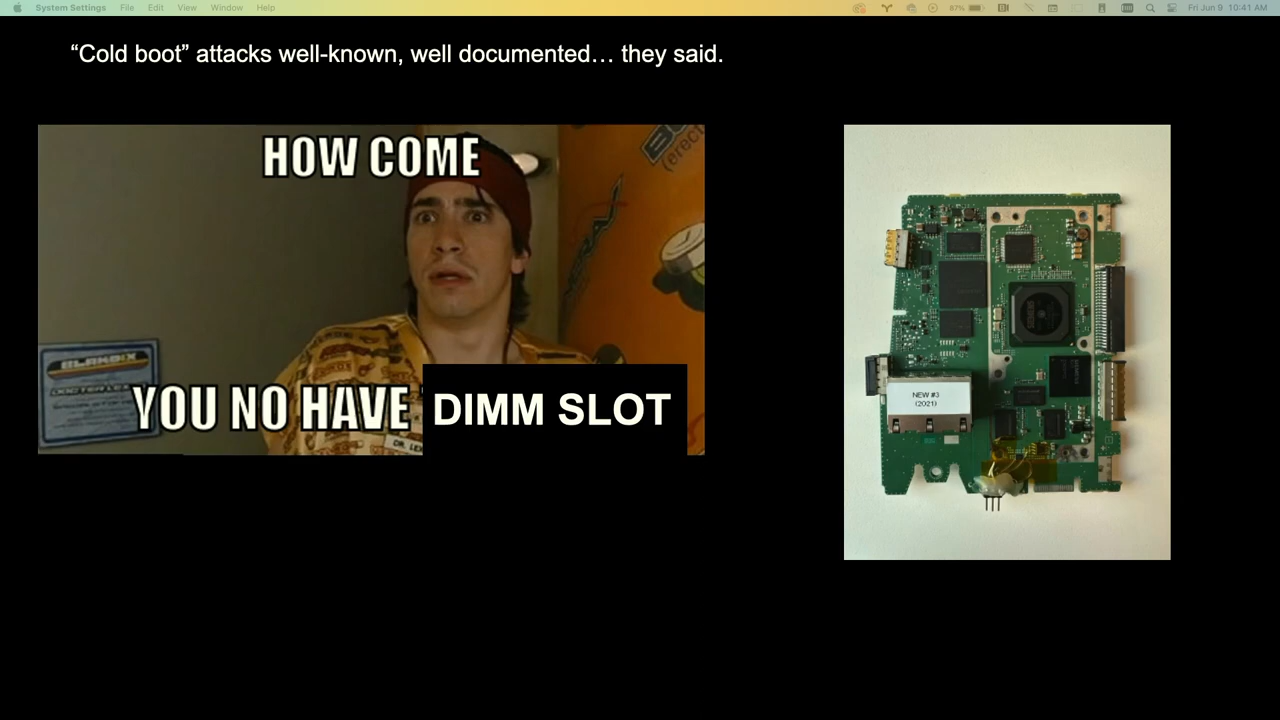 System Settings File Edit View Window Help 87% Fri Jun 9 10:41 AM
“Cold boot” attacks well-known, well documented… they said.
HOW COME
YOU NO HAVE DIMM SLOT
NEW #3
(2021)